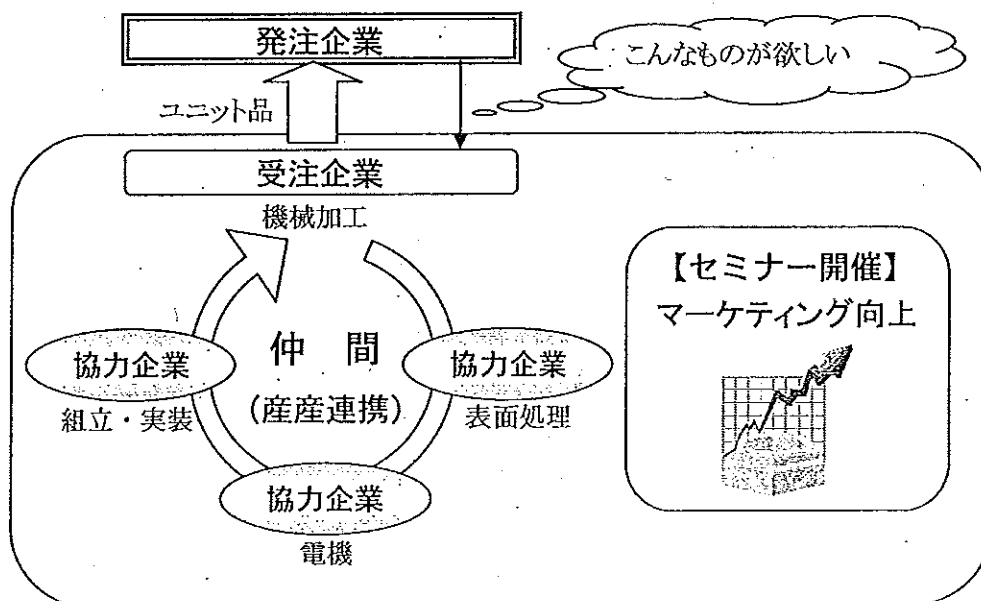 発注企業
こんなものが欲しい
ユニット品
受注企業
機械加工
【セミナー開催】
マーケティング向上
仲　間
(産産連携)
協力企業
組立・実装
協力企業
表面処理
協力企業
電機